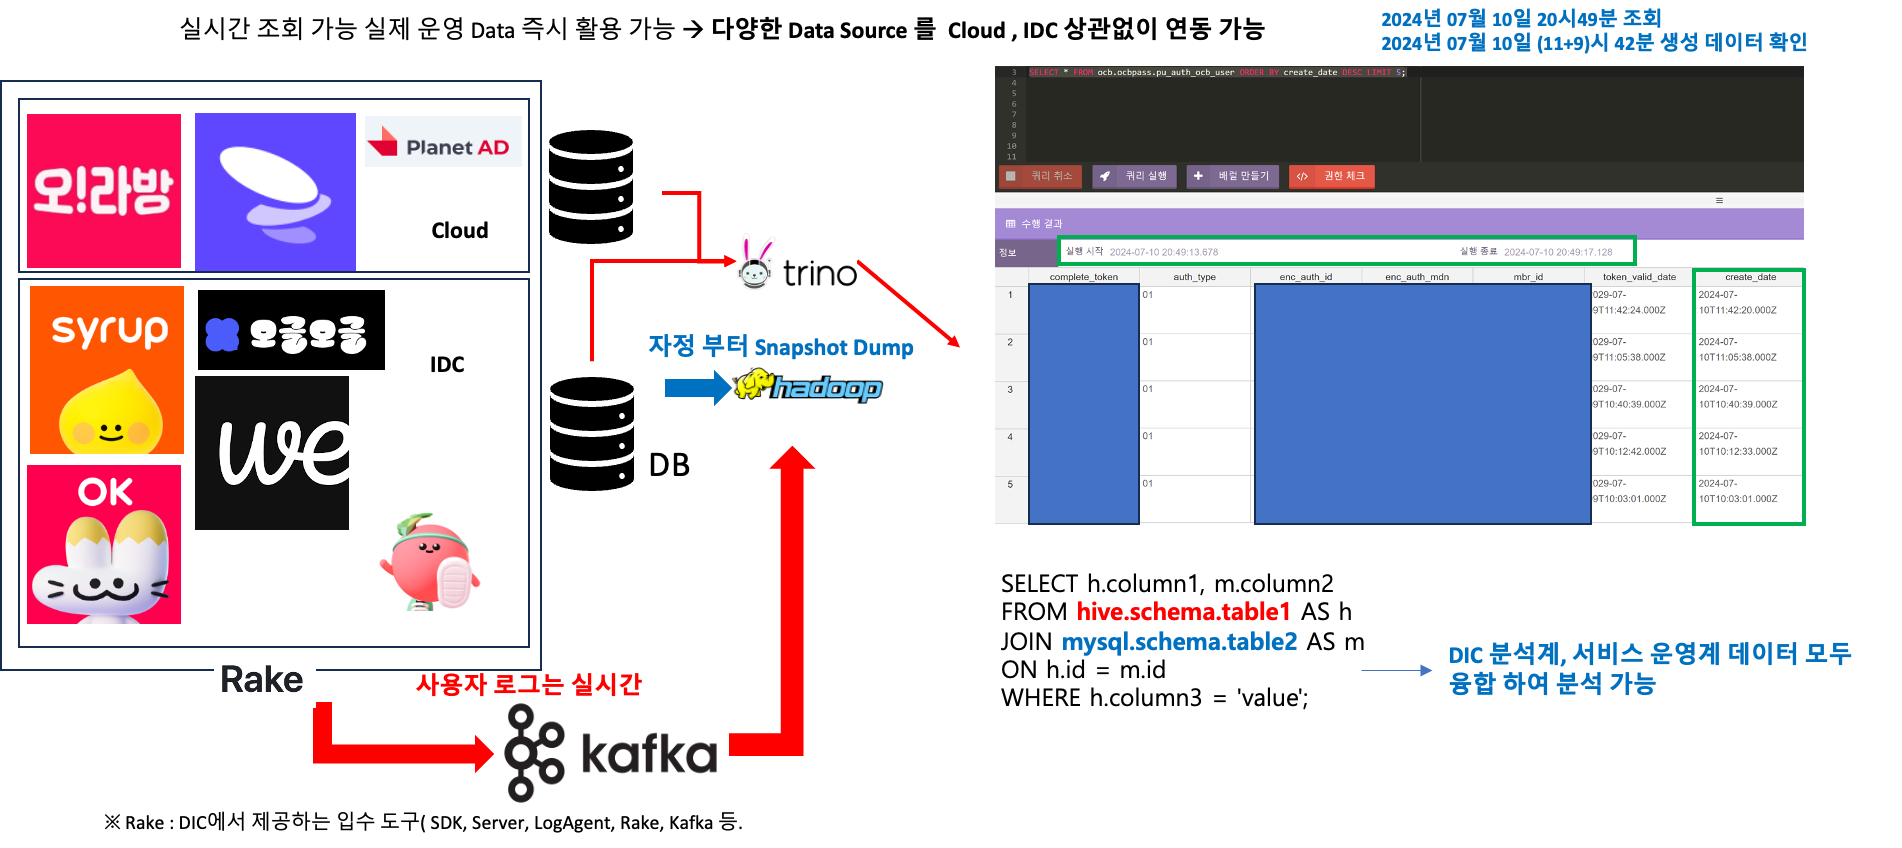 실시간 조회 가능 실제 운영 Data 즉시 활용 가능 → 다양한 Data Source 를 Cloud , IDC 상관없이 연동 가능
2024년 07월 10일 20시49분 조회
2024년 07월 10일 (11+9)시 42분 생성 데이터 확인
오!라방
Planet AD
Cloud
syrup
오글오글
IDC
we
OK
trino
자정 부터 Snapshot Dump
hadoop
DB
Rake
사용자 로그는 실시간
kafka
※ Rake : DIC에서 제공하는 입수 도구( SDK, Server, LogAgent, Rake, Kafka 등.
3 SELECT * FROM ocb.ocbpass.pu_auth_ocb_user ORDER BY create_date DESC LIMIT 5;
4
5
6
7
8
9
10
11
쿼리 취소 쿼리 실행 배럴 만들기 권한 체크
수행 결과
정보 실행 시작 2024-07-10 20:49:13.678 실행 종료 2024-07-10 20:49:17.128
complete_token auth_type enc_auth_id enc_auth_mdn mbr_id token_valid_date create_date
1 01 029-07- 2024-07-
9T11:42:24.000Z 10T11:42:20.000Z
2 01 029-07- 2024-07-
9T11:05:38.000Z 10T11:05:38.000Z
3 01 029-07- 2024-07-
9T10:40:39.000Z 10T10:40:39.000Z
4 01 029-07- 2024-07-
9T10:12:42.000Z 10T10:12:33.000Z
5 01 029-07- 2024-07-
9T10:03:01.000Z 10T10:03:01.000Z
SELECT h.column1, m.column2
FROM hive.schema.table1 AS h
JOIN mysql.schema.table2 AS m
ON h.id = m.id
WHERE h.column3 = 'value';
DIC 분석계, 서비스 운영계 데이터 모두
융합 하여 분석 가능